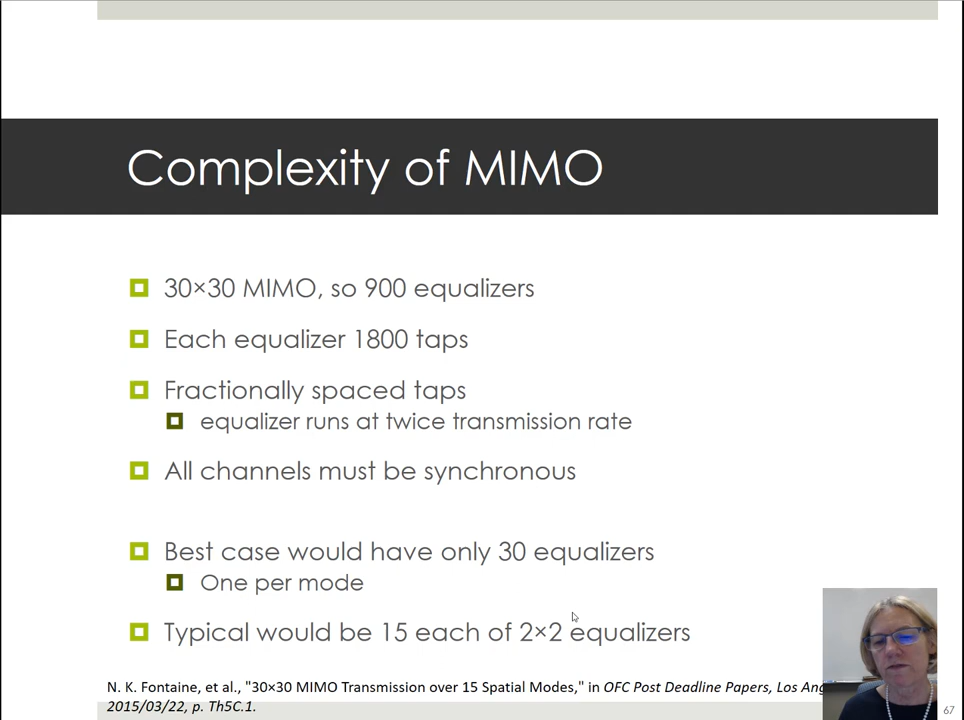 Complexity of MIMO
30×30 MIMO, so 900 equalizers
Each equalizer 1800 taps
Fractionally spaced taps
equalizer runs at twice transmission rate
All channels must be synchronous
Best case would have only 30 equalizers
One per mode
Typical would be 15 each of 2×2 equalizers
N. K. Fontaine, et al., "30×30 MIMO Transmission over 15 Spatial Modes," in OFC Post Deadline Papers, Los
2015/03/22, p. Th5C.1.
67